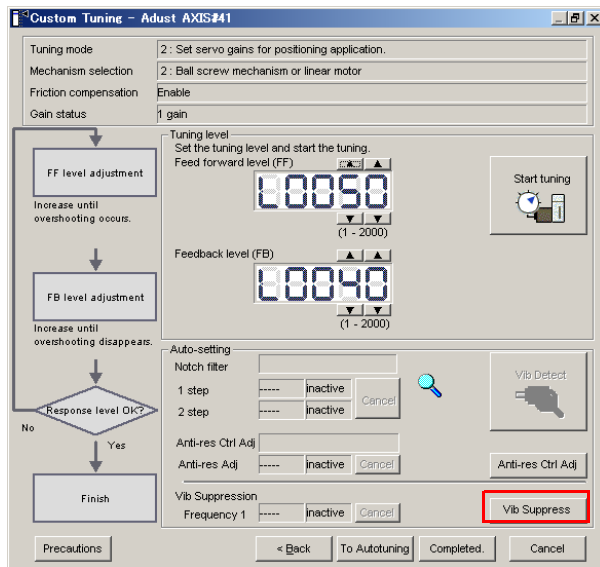 Custom Tuning - Adust AXIS#41
Tuning mode
2 : Set servo gains for positioning application.
Mechanism selection
2 : Ball screw mechanism or linear motor
Friction compensation
Enable
Gain status
1 gain
FF level adjustment
Increase until
overshooting occurs.
FB level adjustment
Increase until
overshooting disappears.
Response level OK?
No
Yes
Finish
Tuning level
Set the tuning level and start the tuning.
Feed forward level (FF)
L0050
(1 - 2000)
Feedback level (FB)
L0040
(1 - 2000)
Start tuning
Auto-setting
Notch filter
1 step
-----
inactive
2 step
-----
inactive
Cancel
Vib Detect
Anti-res Ctrl Adj
Anti-res Adj
-----
inactive
Cancel
Anti-res Ctrl Adj
Vib Suppression
Frequency 1
-----
inactive
Cancel
Vib Suppress
Precautions
< Back
To Autotuning
Completed.
Cancel